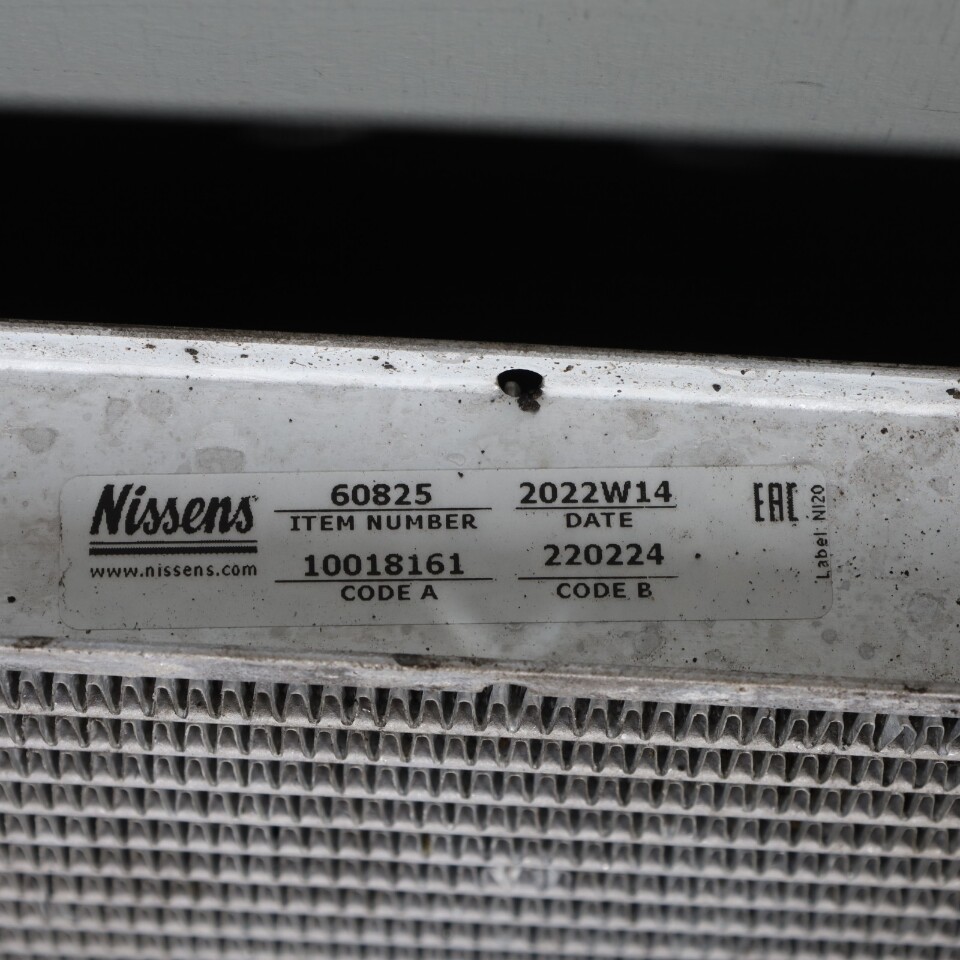 Nissens
www.nissens.com
60825
ITEM NUMBER
2022W14
DATE
10018161
CODE A
220224
CODE B
EAC
Label NI20